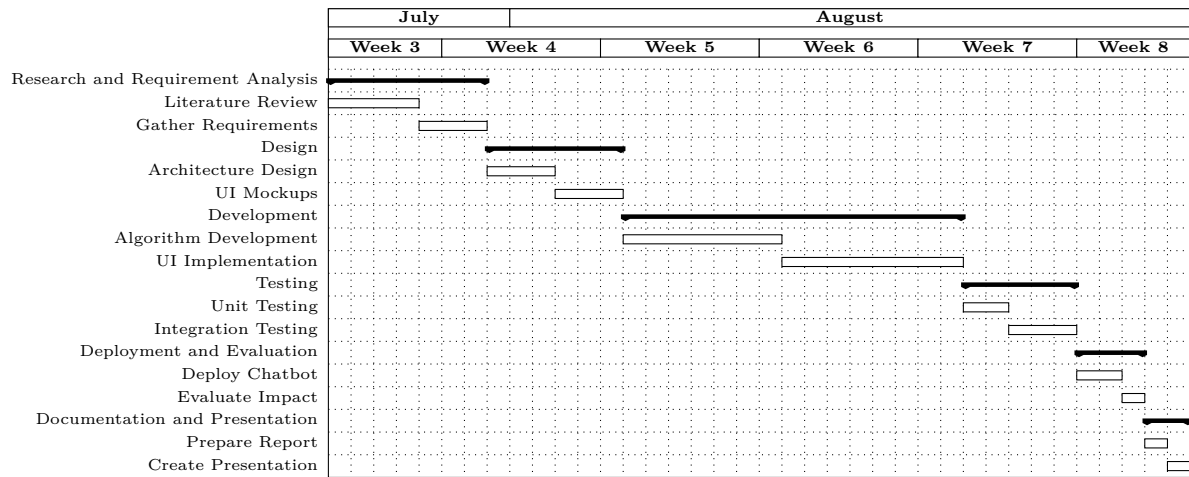 July August
Week 3 Week 4 Week 5 Week 6 Week 7 Week 8
Research and Requirement Analysis
Literature Review
Gather Requirements
Design
Architecture Design
UI Mockups
Development
Algorithm Development
UI Implementation
Testing
Unit Testing
Integration Testing
Deployment and Evaluation
Deploy Chatbot
Evaluate Impact
Documentation and Presentation
Prepare Report
Create Presentation